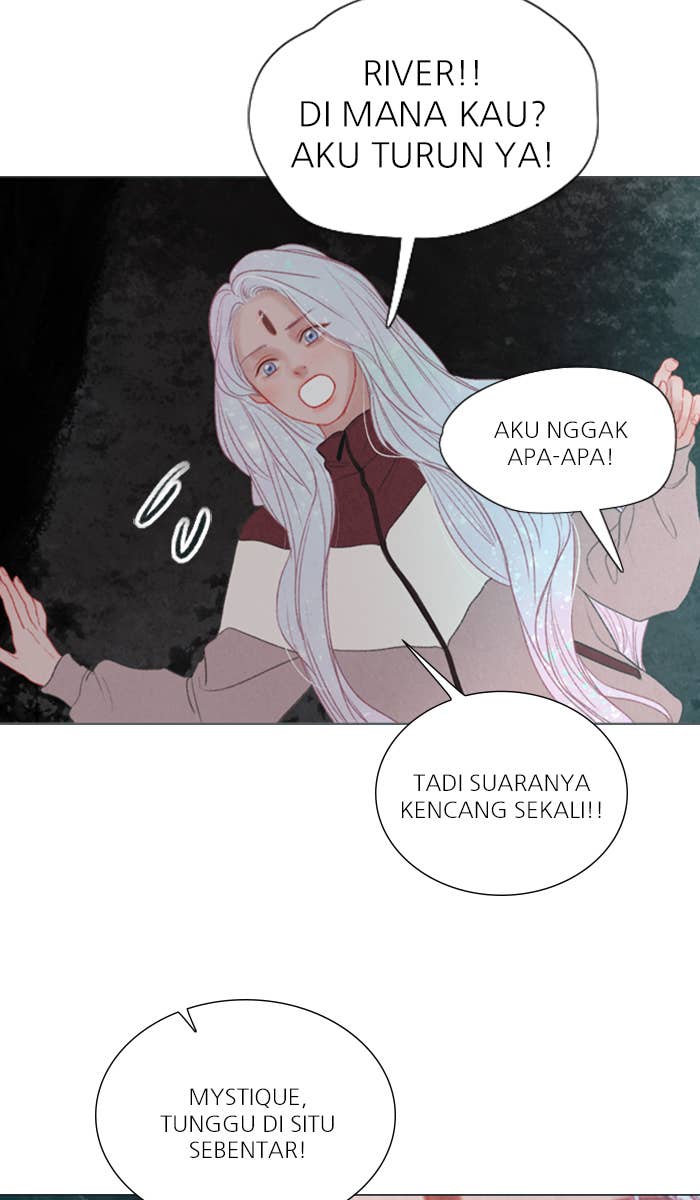 RIVER!!
DI MANA KAU?
AKU TURUN YA!
AKU NGGAK
APA-APA!
TADI SUARANYA
KENCANG SEKALI!!
MYSTIQUE,
TUNGGU DI SITU
SEBENTAR!